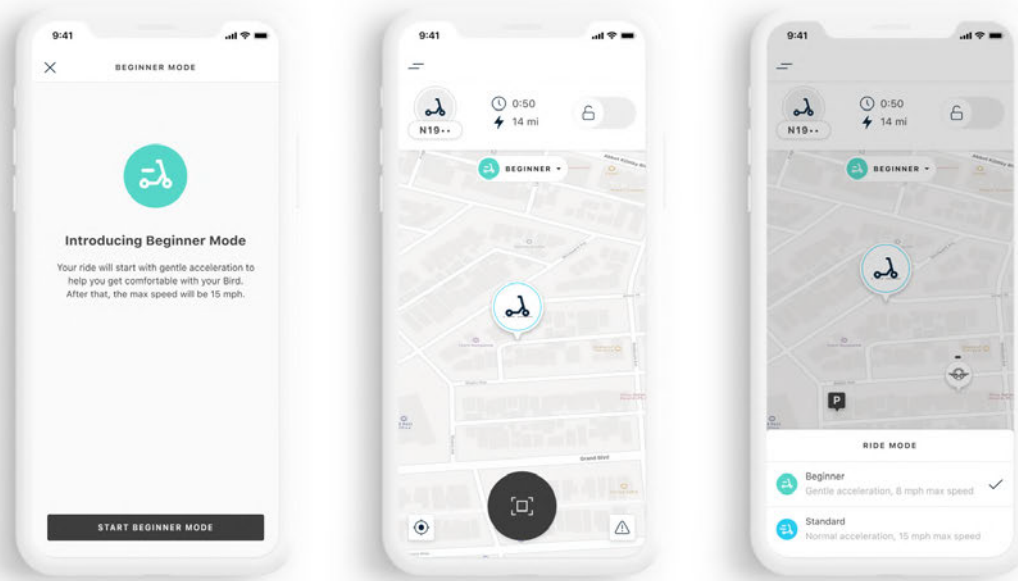 9:41
BEGINNER MODE
Introducing Beginner Mode
Your ride will start with gentle acceleration to
help you get comfortable with your Bird.
After that, the max speed will be 15 mph.
START BEGINNER MODE
9:41
N19••
0:50
14 mi
BEGINNER
Grand Blvd
9:41
N19••
0:50
14 mi
BEGINNER
P
RIDE MODE
Beginner
Gentle acceleration, 8 mph max speed
Standard
Normal acceleration, 15 mph max speed